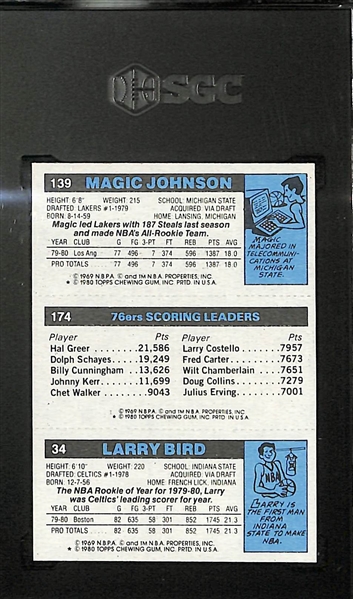 SGC
139 MAGIC JOHNSON
HEIGHT: 6'8" WEIGHT: 215 SCHOOL: MICHIGAN STATE
DRAFTED: LAKERS #1-1979 ACQUIRED: VIA DRAFT
BORN: 8-14-59 HOME: LANSING, MICHIGAN
Magic led Lakers with 187 Steals last season
and made NBA's All-Rookie Team.
YEAR CLUB G FG 3-PT FT REB PTS AVG
79-80 Los Ang 77 496 7 374 596 1387 18.0
PRO TOTALS 77 496 7 374 596 1387 18.0
© 1969 N.B.P.A. © and TM N.B.A. PROPERTIES, INC.
★ © 1980 TOPPS CHEWING GUM, INC. PRTD. IN U.S.A.
MAGIC
MAJORED IN
TELECOMMUNI-
CATIONS AT
MICHIGAN
STATE.
174 76ers SCORING LEADERS
Player Pts Player Pts
Hal Greer 21,586 Larry Costello 7957
Dolph Schayes 19,249 Fred Carter 7673
Billy Cunningham 13,626 Wilt Chamberlain 7651
Johnny Kerr 11,699 Doug Collins 7279
Chet Walker 9043 Julius Erving 7001
© 1969 N.B.P.A. © and TM N.B.A. PROPERTIES, INC
★ © 1980 TOPPS CHEWING GUM, INC. PRTD. IN U.S.A.
34 LARRY BIRD
HEIGHT: 6'10" WEIGHT: 220 SCHOOL: INDIANA STATE
DRAFTED: CELTICS #1-1978 ACQUIRED: VIA DRAFT
BORN: 12-7-56 HOME: FRENCH LICK, INDIANA
The NBA Rookie of Year for 1979-80, Larry
was Celtics' leading scorer for year.
YEAR CLUB G FG 3-PT FT REB PTS AVG
79-80 Boston 82 635 58 301 852 1745 21.3
PRO TOTALS 82 635 58 301 852 1745 21.3
© 1969 N.B.P.A. © and TM N.B.A. PROPERTIES, INC.
★ © 1980 TOPPS CHEWING GUM, INC. PRTD. IN U.S.A.
NBA
LARRY IS
THE FIRST MAN
FROM
INDIANA
STATE TO MAKE
NBA.